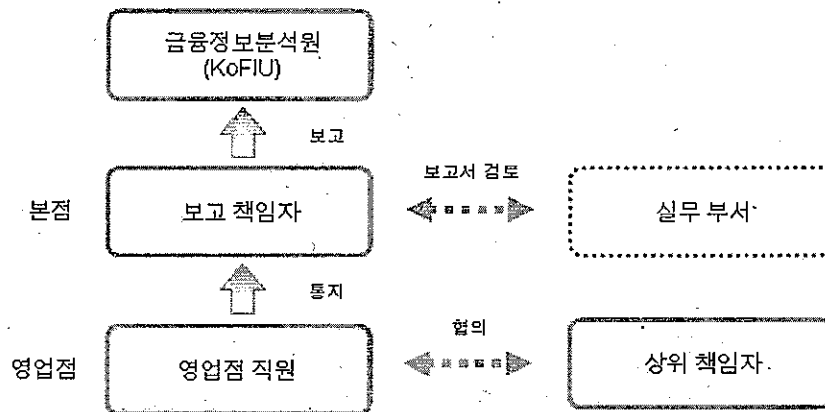 금융정보분석원
(KoFIU)
보고
본점
보고 책임자
보고서 검토
실무 부서
통지
영업점
영업점 직원
협의
상위 책임자